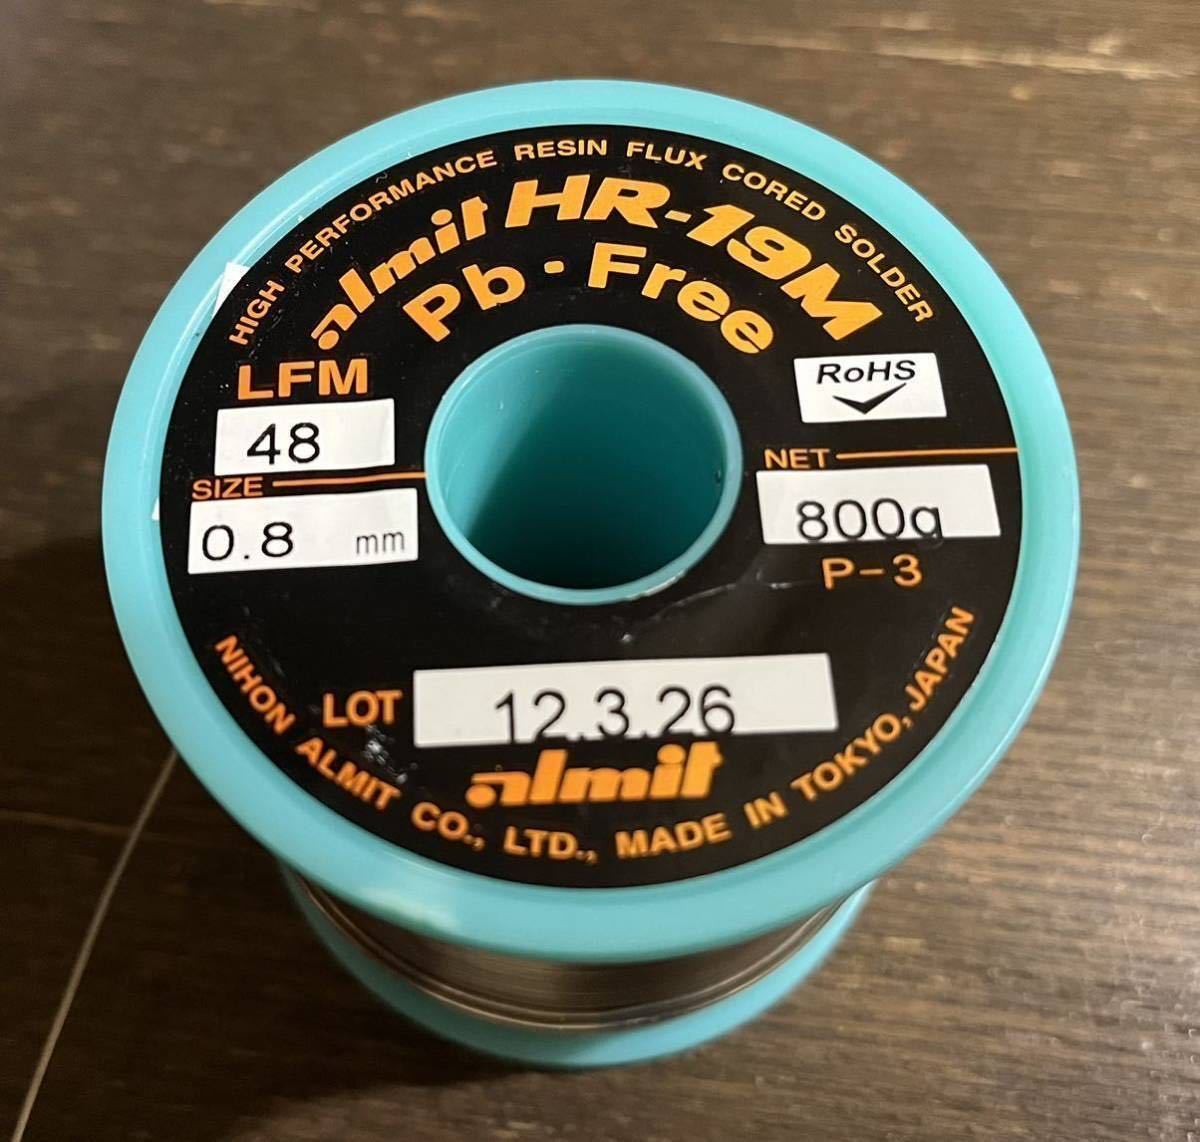 HIGH PERFORMANCE RESIN FLUX CORED SOLDER
almit HR-19M
Pb・Free
LFM
48
RoHS
SIZE
0.8 mm
NET
800g
P-3
LOT 12.3.26
almit
NIHON ALMIT CO., LTD., MADE IN TOKYO, JAPAN